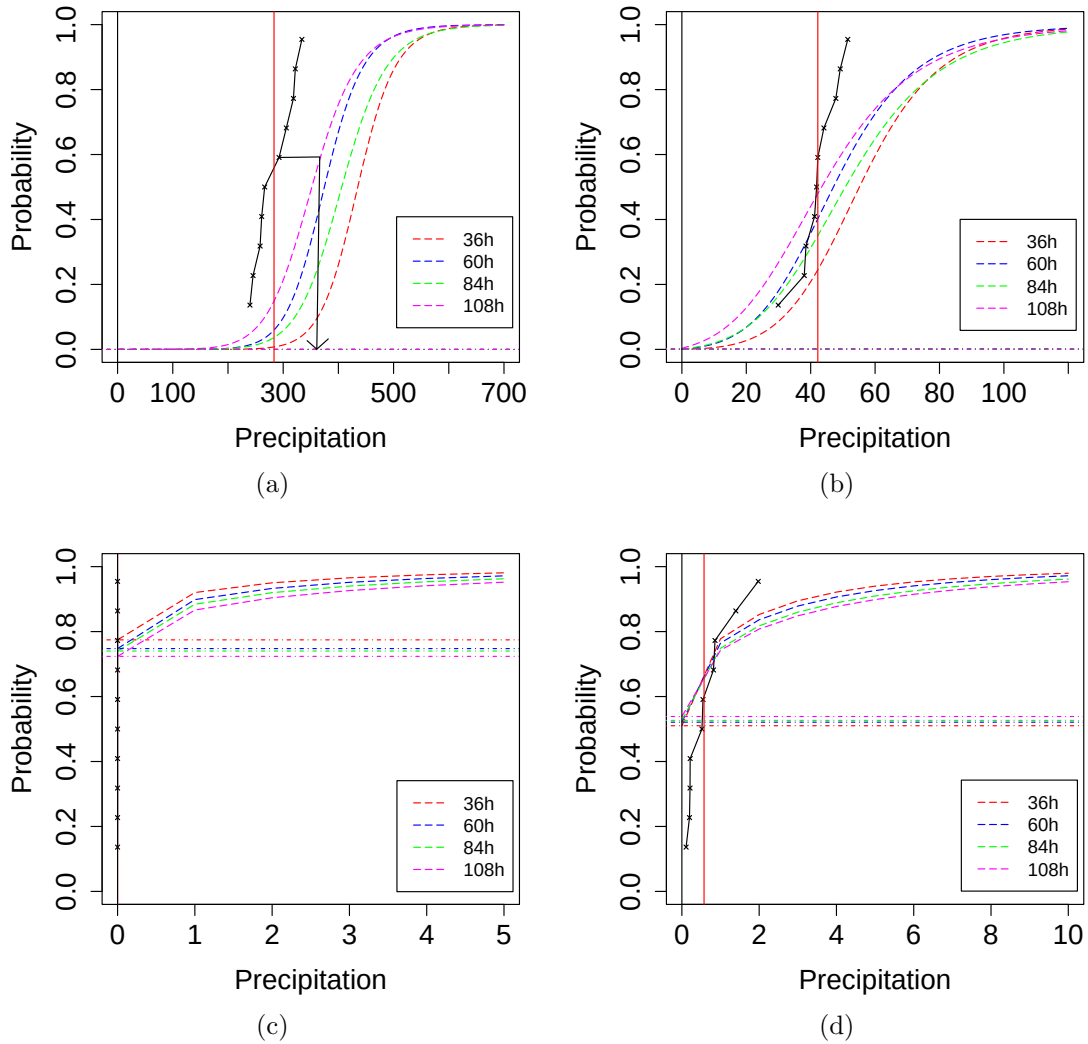 Probability
0.0 0.2 0.4 0.6 0.8 1.0
36h
60h
84h
108h
0 100 300 500 700
Precipitation
(a)
Probability
0.0 0.2 0.4 0.6 0.8 1.0
36h
60h
84h
108h
0 20 40 60 80 100
Precipitation
(b)
Probability
0.0 0.2 0.4 0.6 0.8 1.0
36h
60h
84h
108h
0 1 2 3 4 5
Precipitation
(c)
Probability
0.0 0.2 0.4 0.6 0.8 1.0
36h
60h
84h
108h
0 2 4 6 8 10
Precipitation
(d)